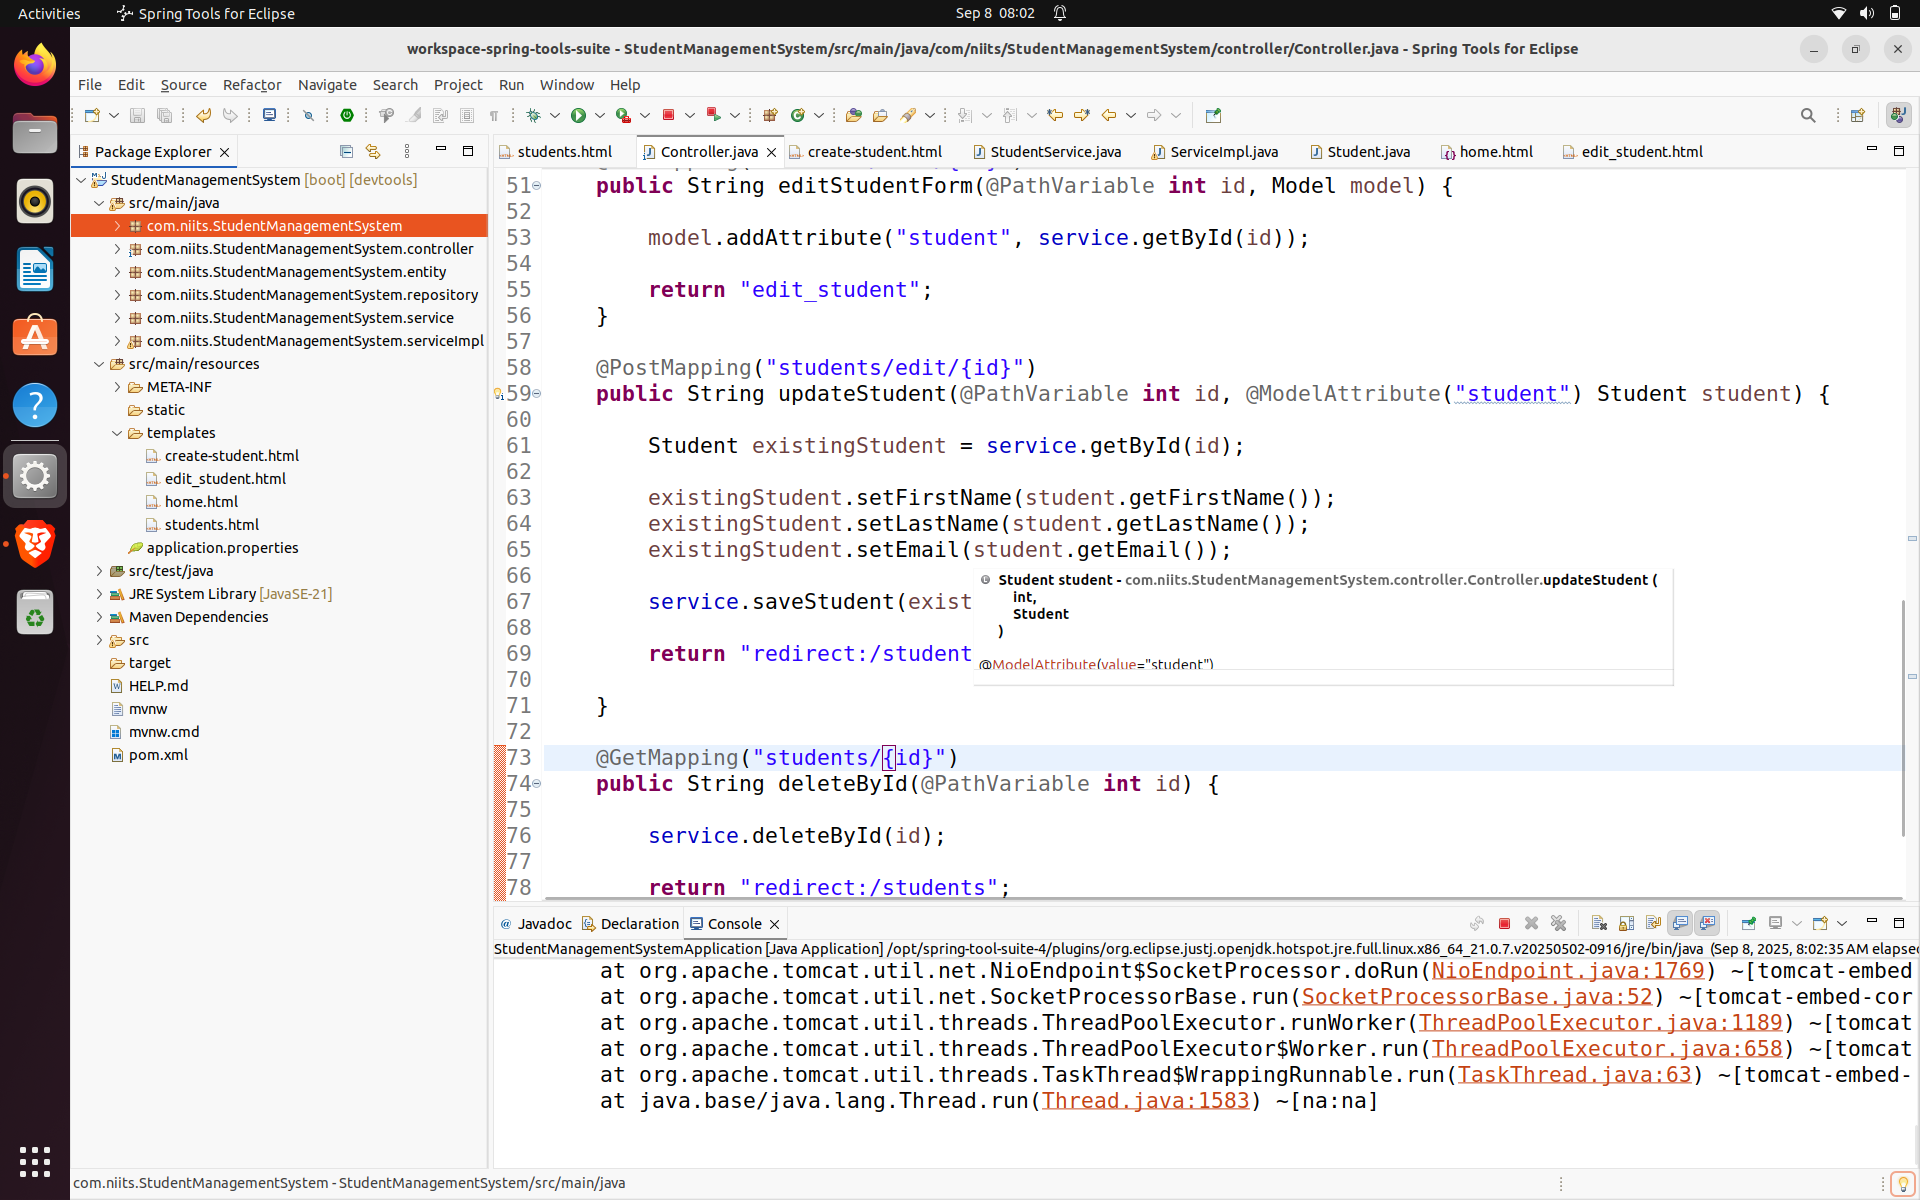 Activities
Spring Tools for Eclipse
Sep 8 08:02
workspace-spring-tools-suite - StudentManagementSystem/src/main/java/com/niits/StudentManagementSystem/controller/Controller.java - Spring Tools for Eclipse
File Edit Source Refactor Navigate Search Project Run Window Help
Package Explorer
StudentManagementSystem [boot] [devtools]
src/main/java
com.niits.StudentManagementSystem
com.niits.StudentManagementSystem.controller
com.niits.StudentManagementSystem.entity
com.niits.StudentManagementSystem.repository
com.niits.StudentManagementSystem.service
com.niits.StudentManagementSystem.serviceImpl
src/main/resources
META-INF
static
templates
create-student.html
edit_student.html
home.html
students.html
application.properties
src/test/java
JRE System Library [JavaSE-21]
Maven Dependencies
src
target
HELP.md
mvnw
mvnw.cmd
pom.xml
students.html Controller.java create-student.html StudentService.java ServiceImpl.java Student.java home.html edit_student.html
51 public String editStudentForm(@PathVariable int id, Model model) {
52
53 model.addAttribute("student", service.getById(id));
54
55 return "edit_student";
56 }
57
58 @PostMapping("students/edit/{id}")
59 public String updateStudent(@PathVariable int id, @ModelAttribute("student") Student student) {
60
61 Student existingStudent = service.getById(id);
62
63 existingStudent.setFirstName(student.getFirstName());
64 existingStudent.setLastName(student.getLastName());
65 existingStudent.setEmail(student.getEmail());
66
67 service.saveStudent(exist
68
69 return "redirect:/student
70
71 }
72
73 @GetMapping("students/{id}")
74 public String deleteById(@PathVariable int id) {
75
76 service.deleteById(id);
77
78 return "redirect:/students";
Student student - com.niits.StudentManagementSystem.controller.Controller.updateStudent (
int,
Student
)
@ModelAttribute(value="student")
Javadoc Declaration Console
StudentManagementSystemApplication [Java Application] /opt/spring-tool-suite-4/plugins/org.eclipse.justj.openjdk.hotspot.jre.full.linux.x86_64_21.0.7.v20250502-0916/jre/bin/java (Sep 8, 2025, 8:02:35 AM elapse
at org.apache.tomcat.util.net.NioEndpoint$SocketProcessor.doRun(NioEndpoint.java:1769) ~[tomcat-embed
at org.apache.tomcat.util.net.SocketProcessorBase.run(SocketProcessorBase.java:52) ~[tomcat-embed-cor
at org.apache.tomcat.util.threads.ThreadPoolExecutor.runWorker(ThreadPoolExecutor.java:1189) ~[tomcat
at org.apache.tomcat.util.threads.ThreadPoolExecutor$Worker.run(ThreadPoolExecutor.java:658) ~[tomcat
at org.apache.tomcat.util.threads.TaskThread$WrappingRunnable.run(TaskThread.java:63) ~[tomcat-embed-
at java.base/java.lang.Thread.run(Thread.java:1583) ~[na:na]
com.niits.StudentManagementSystem - StudentManagementSystem/src/main/java